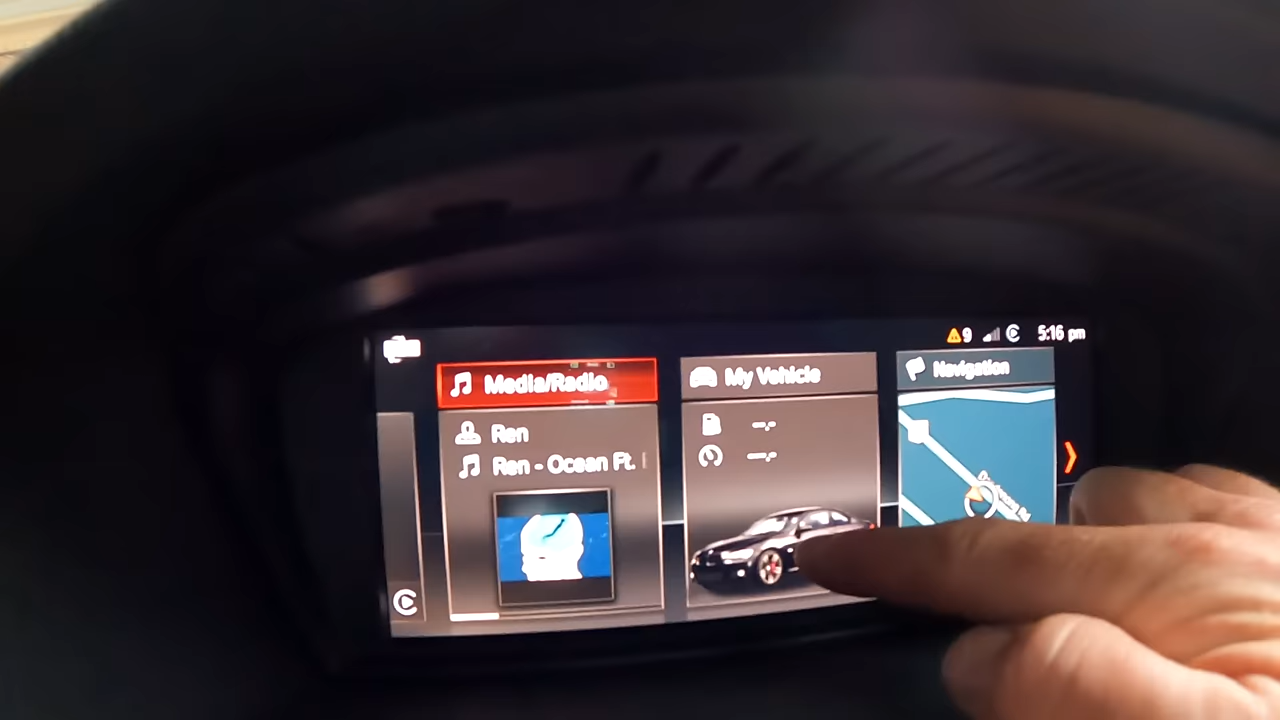 9 5:16 pm
Media/Radio
My Vehicle
Navigation
Ren
Ren - Ocean Ft.
--,-
--,-